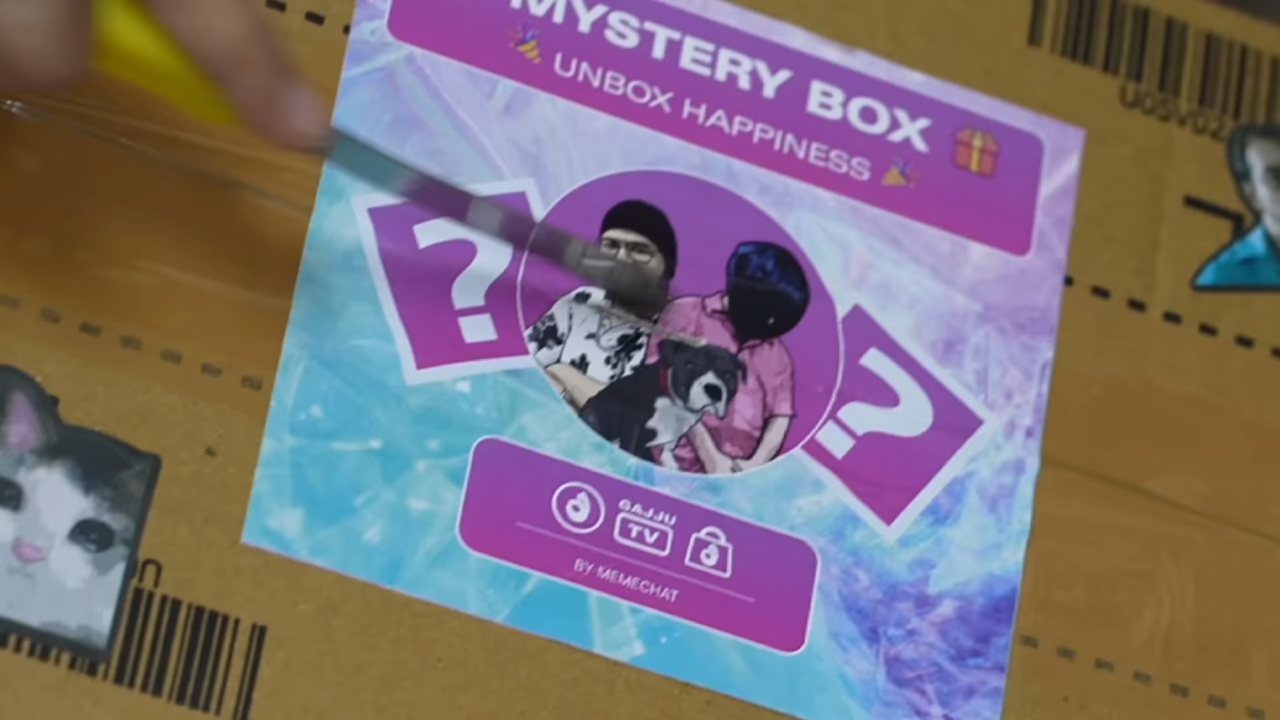 MYSTERY BOX
UNBOX HAPPINESS
?
?
GAJJU
TV
BY MEMECHAT